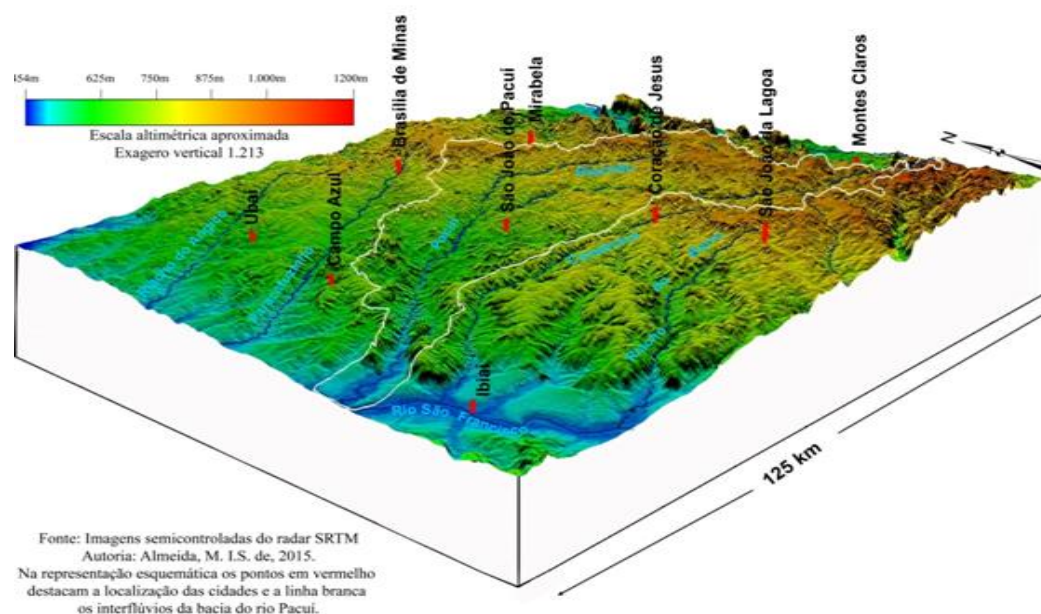 454m 625m 750m 875m 1.000m 1200m
Escala altimétrica aproximada
Exagero vertical 1.213
Brasília de Minas
Mirabela
São João do Pacuí
Coração de Jesus
São João da Lagoa
Montes Claros
N
Ubaí
Campo Azul
Pacuí
Ibiaí
Rio São Francisco
125 km
Fonte: Imagens semicontroladas do radar SRTM
Autoria: Almeida, M. I.S. de, 2015.
Na representação esquemática os pontos em vermelho
destacam a localização das cidades e a linha branca
os interflúvios da bacia do rio Pacuí.